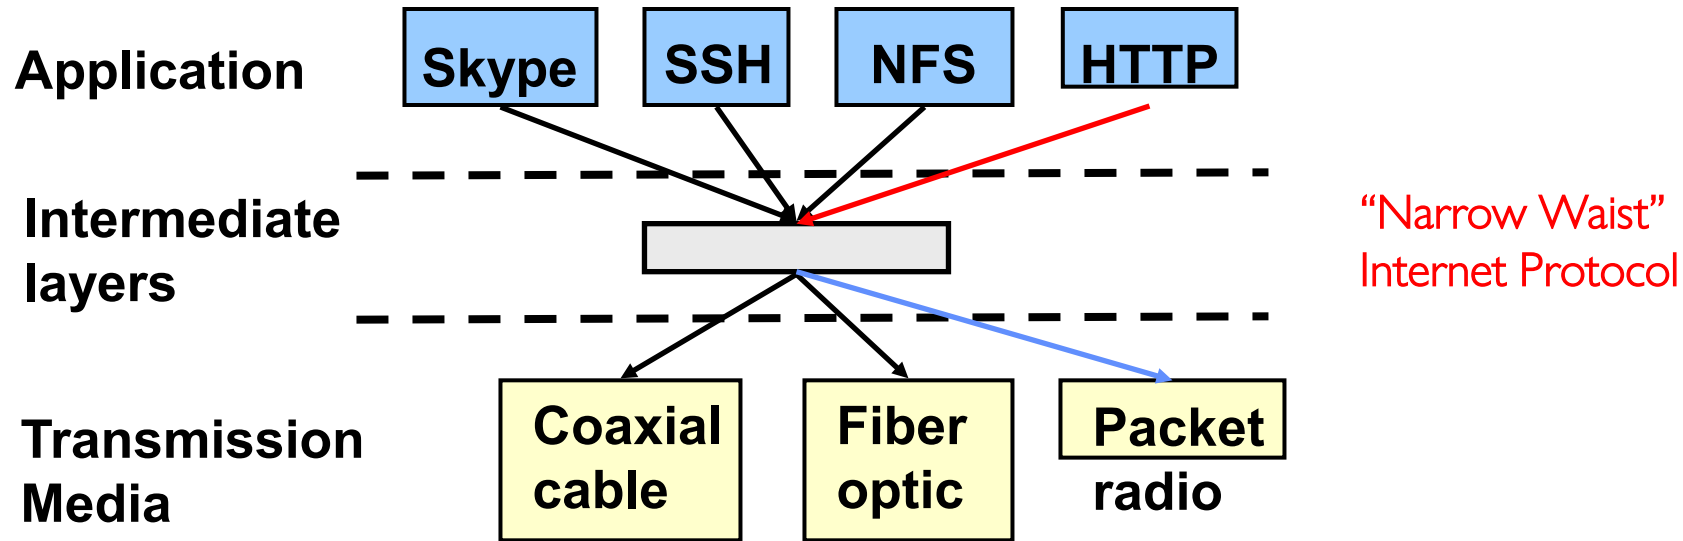 Application
Skype
SSH
NFS
HTTP
Intermediate
layers
“Narrow Waist”
Internet Protocol
Transmission
Media
Coaxial
cable
Fiber
optic
Packet
radio